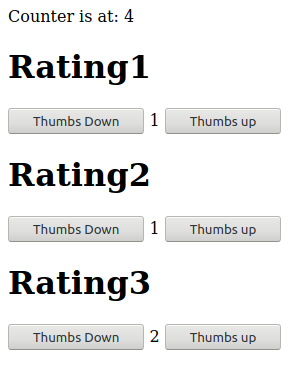 Counter is at: 4
Rating1
Thumbs Down 1 Thumbs up
Rating2
Thumbs Down 1 Thumbs up
Rating3
Thumbs Down 2 Thumbs up